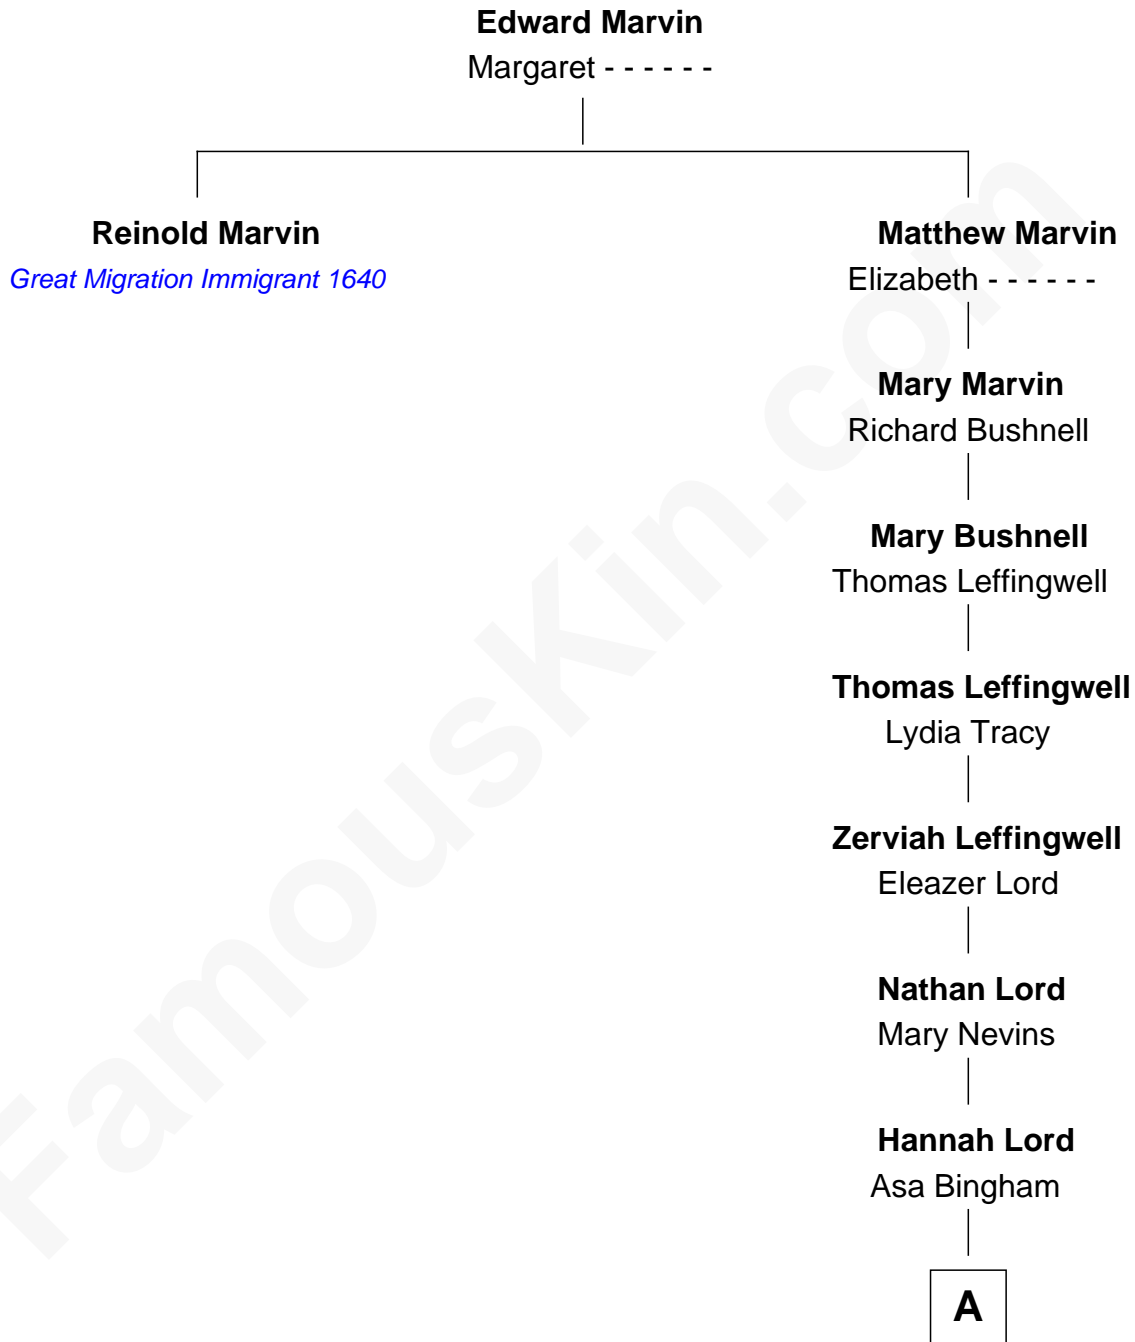 Edward Marvin
Margaret - - - - - -
Reinold Marvin
Matthew Marvin
Great Migration Immigrant 1640
Elizabeth - - - - - -
Mary Marvin
Richard Bushnell
Mary Bushnell
Thomas Leffingwell
Thomas Leffingwell
Lydia Tracy
Zerviah Leffingwell
Eleazer Lord
Nathan Lord
Mary Nevins
Hannah Lord
Asa Bingham
A
FamousKin.com